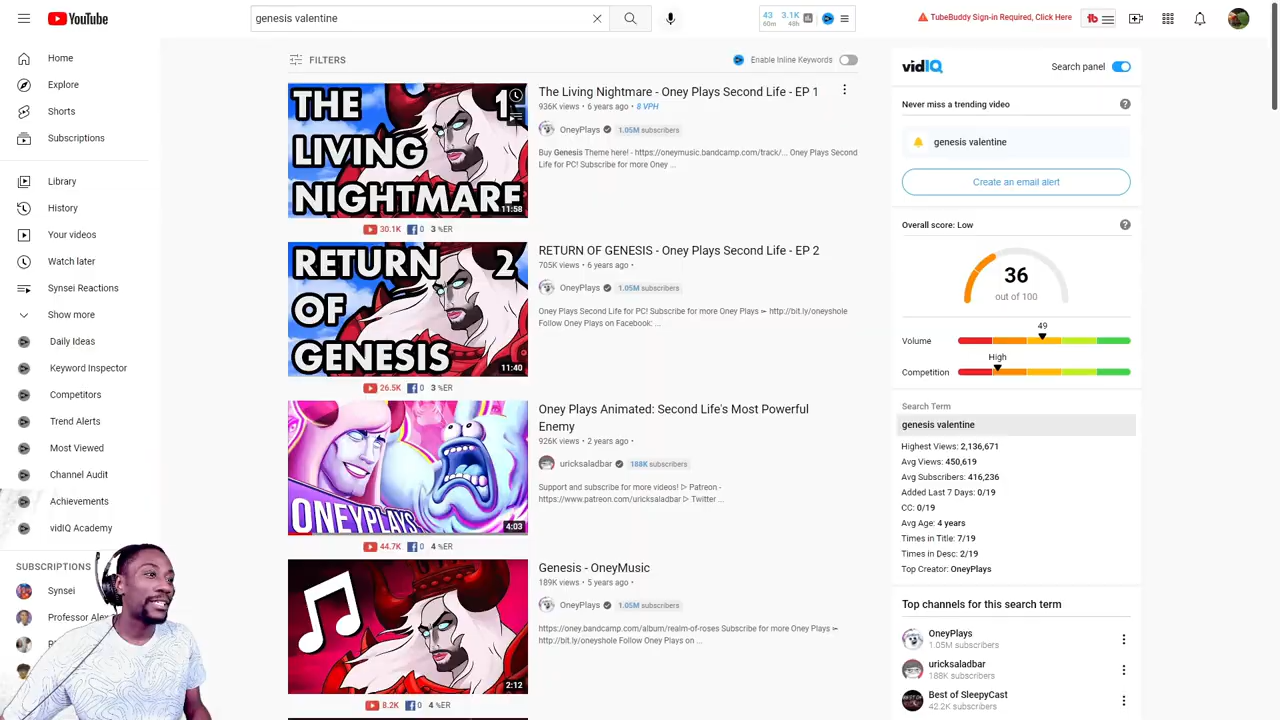 YouTube
genesis valentine
43
60m
3.1K
48h
TubeBuddy Sign-in Required, Click Here
tb
Home
Explore
Shorts
Subscriptions
Library
History
Your videos
Watch later
Synsei Reactions
Show more
Daily Ideas
Keyword Inspector
Competitors
Trend Alerts
Most Viewed
Channel Audit
Achievements
vidIQ Academy
SUBSCRIPTIONS
Synsei
Professor Alex
FILTERS
Enable Inline Keywords
THE 1
LIVING
NIGHTMARE
11:58
30.1K 0 3 %ER
The Living Nightmare - Oney Plays Second Life - EP 1
936K views • 6 years ago • 8 VPH
OneyPlays 1.05M subscribers
Buy Genesis Theme here! - https://oneymusic.bandcamp.com/track/... Oney Plays Second
Life for PC! Subscribe for more Oney ...
RETURN 2
OF
GENESIS
11:40
26.5K 0 3 %ER
RETURN OF GENESIS - Oney Plays Second Life - EP 2
705K views • 6 years ago •
OneyPlays 1.05M subscribers
Oney Plays Second Life for PC! Subscribe for more Oney Plays ➢ http://bit.ly/oneyshole
Follow Oney Plays on Facebook: ...
ONEYPLAYS
4:03
44.7K 0 4 %ER
Oney Plays Animated: Second Life's Most Powerful
Enemy
926K views • 2 years ago •
uricksaladbar 188K subscribers
Support and subscribe for more videos! ▷ Patreon -
https://www.patreon.com/uricksaladbar ▷ Twitter ...
2:12
8.2K 0 4 %ER
Genesis - OneyMusic
189K views • 5 years ago •
OneyPlays 1.05M subscribers
https://oney.bandcamp.com/album/realm-of-roses Subscribe for more Oney Plays ➢
http://bit.ly/oneyshole Follow Oney Plays on ...
vidIQ
Search panel
Never miss a trending video ?
genesis valentine
Create an email alert
Overall score: Low ?
36
out of 100
49
Volume
High
Competition
Search Term
genesis valentine
Highest Views: 2,136,671
Avg Views: 450,619
Avg Subscribers: 416,236
Added Last 7 Days: 0/19
CC: 0/19
Avg Age: 4 years
Times in Title: 7/19
Times in Desc: 2/19
Top Creator: OneyPlays
Top channels for this search term
OneyPlays
1.05M subscribers
uricksaladbar
188K subscribers
Best of SleepyCast
42.2K subscribers